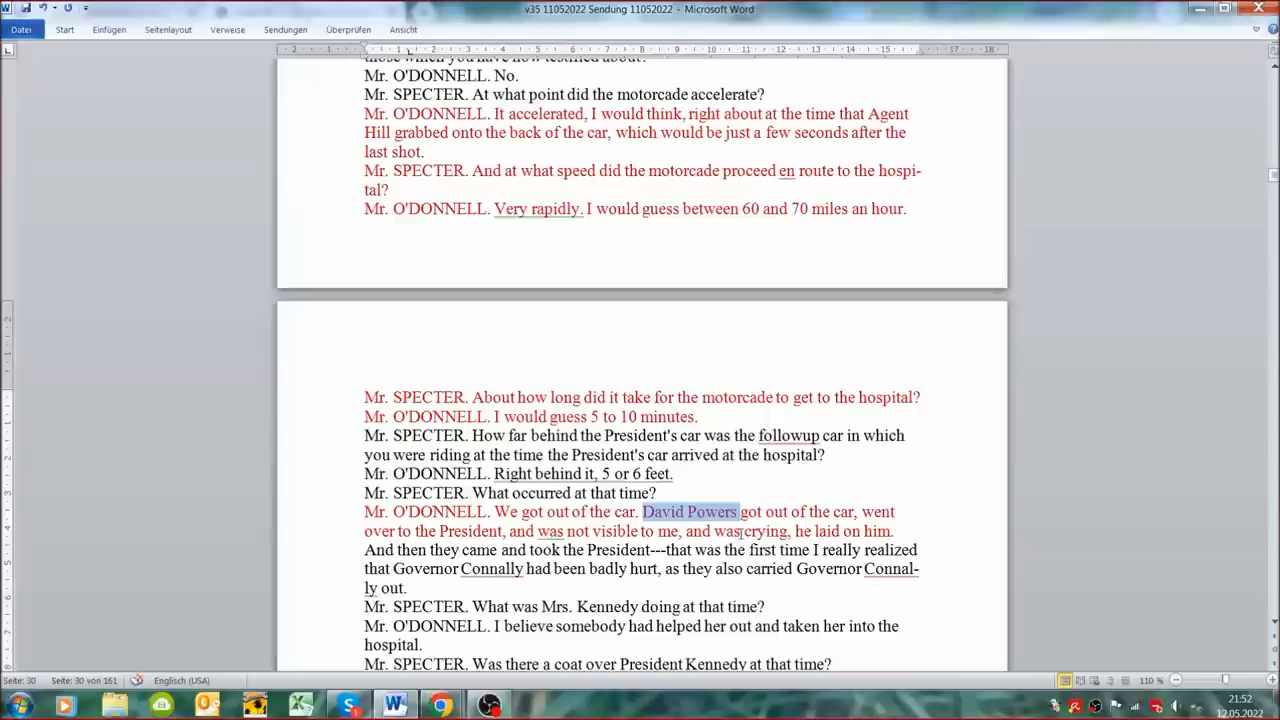 v35 11052022 Sendung 11052022 - Microsoft Word
Datei Start Einfügen Seitenlayout Verweise Sendungen Überprüfen Ansicht
those which you have now testified about?
Mr. O'DONNELL. No.
Mr. SPECTER. At what point did the motorcade accelerate?
Mr. O'DONNELL. It accelerated, I would think, right about at the time that Agent
Hill grabbed onto the back of the car, which would be just a few seconds after the
last shot.
Mr. SPECTER. And at what speed did the motorcade proceed en route to the hospi-
tal?
Mr. O'DONNELL. Very rapidly. I would guess between 60 and 70 miles an hour.
Mr. SPECTER. About how long did it take for the motorcade to get to the hospital?
Mr. O'DONNELL. I would guess 5 to 10 minutes.
Mr. SPECTER. How far behind the President's car was the followup car in which
you were riding at the time the President's car arrived at the hospital?
Mr. O'DONNELL. Right behind it, 5 or 6 feet.
Mr. SPECTER. What occurred at that time?
Mr. O'DONNELL. We got out of the car. David Powers got out of the car, went
over to the President, and was not visible to me, and was crying, he laid on him.
And then they came and took the President---that was the first time I really realized
that Governor Connally had been badly hurt, as they also carried Governor Connal-
ly out.
Mr. SPECTER. What was Mrs. Kennedy doing at that time?
Mr. O'DONNELL. I believe somebody had helped her out and taken her into the
hospital.
Mr. SPECTER. Was there a coat over President Kennedy at that time?
Seite: 30 Seite: 30 von 161 Englisch (USA) 110 %
21:52
12.05.2022